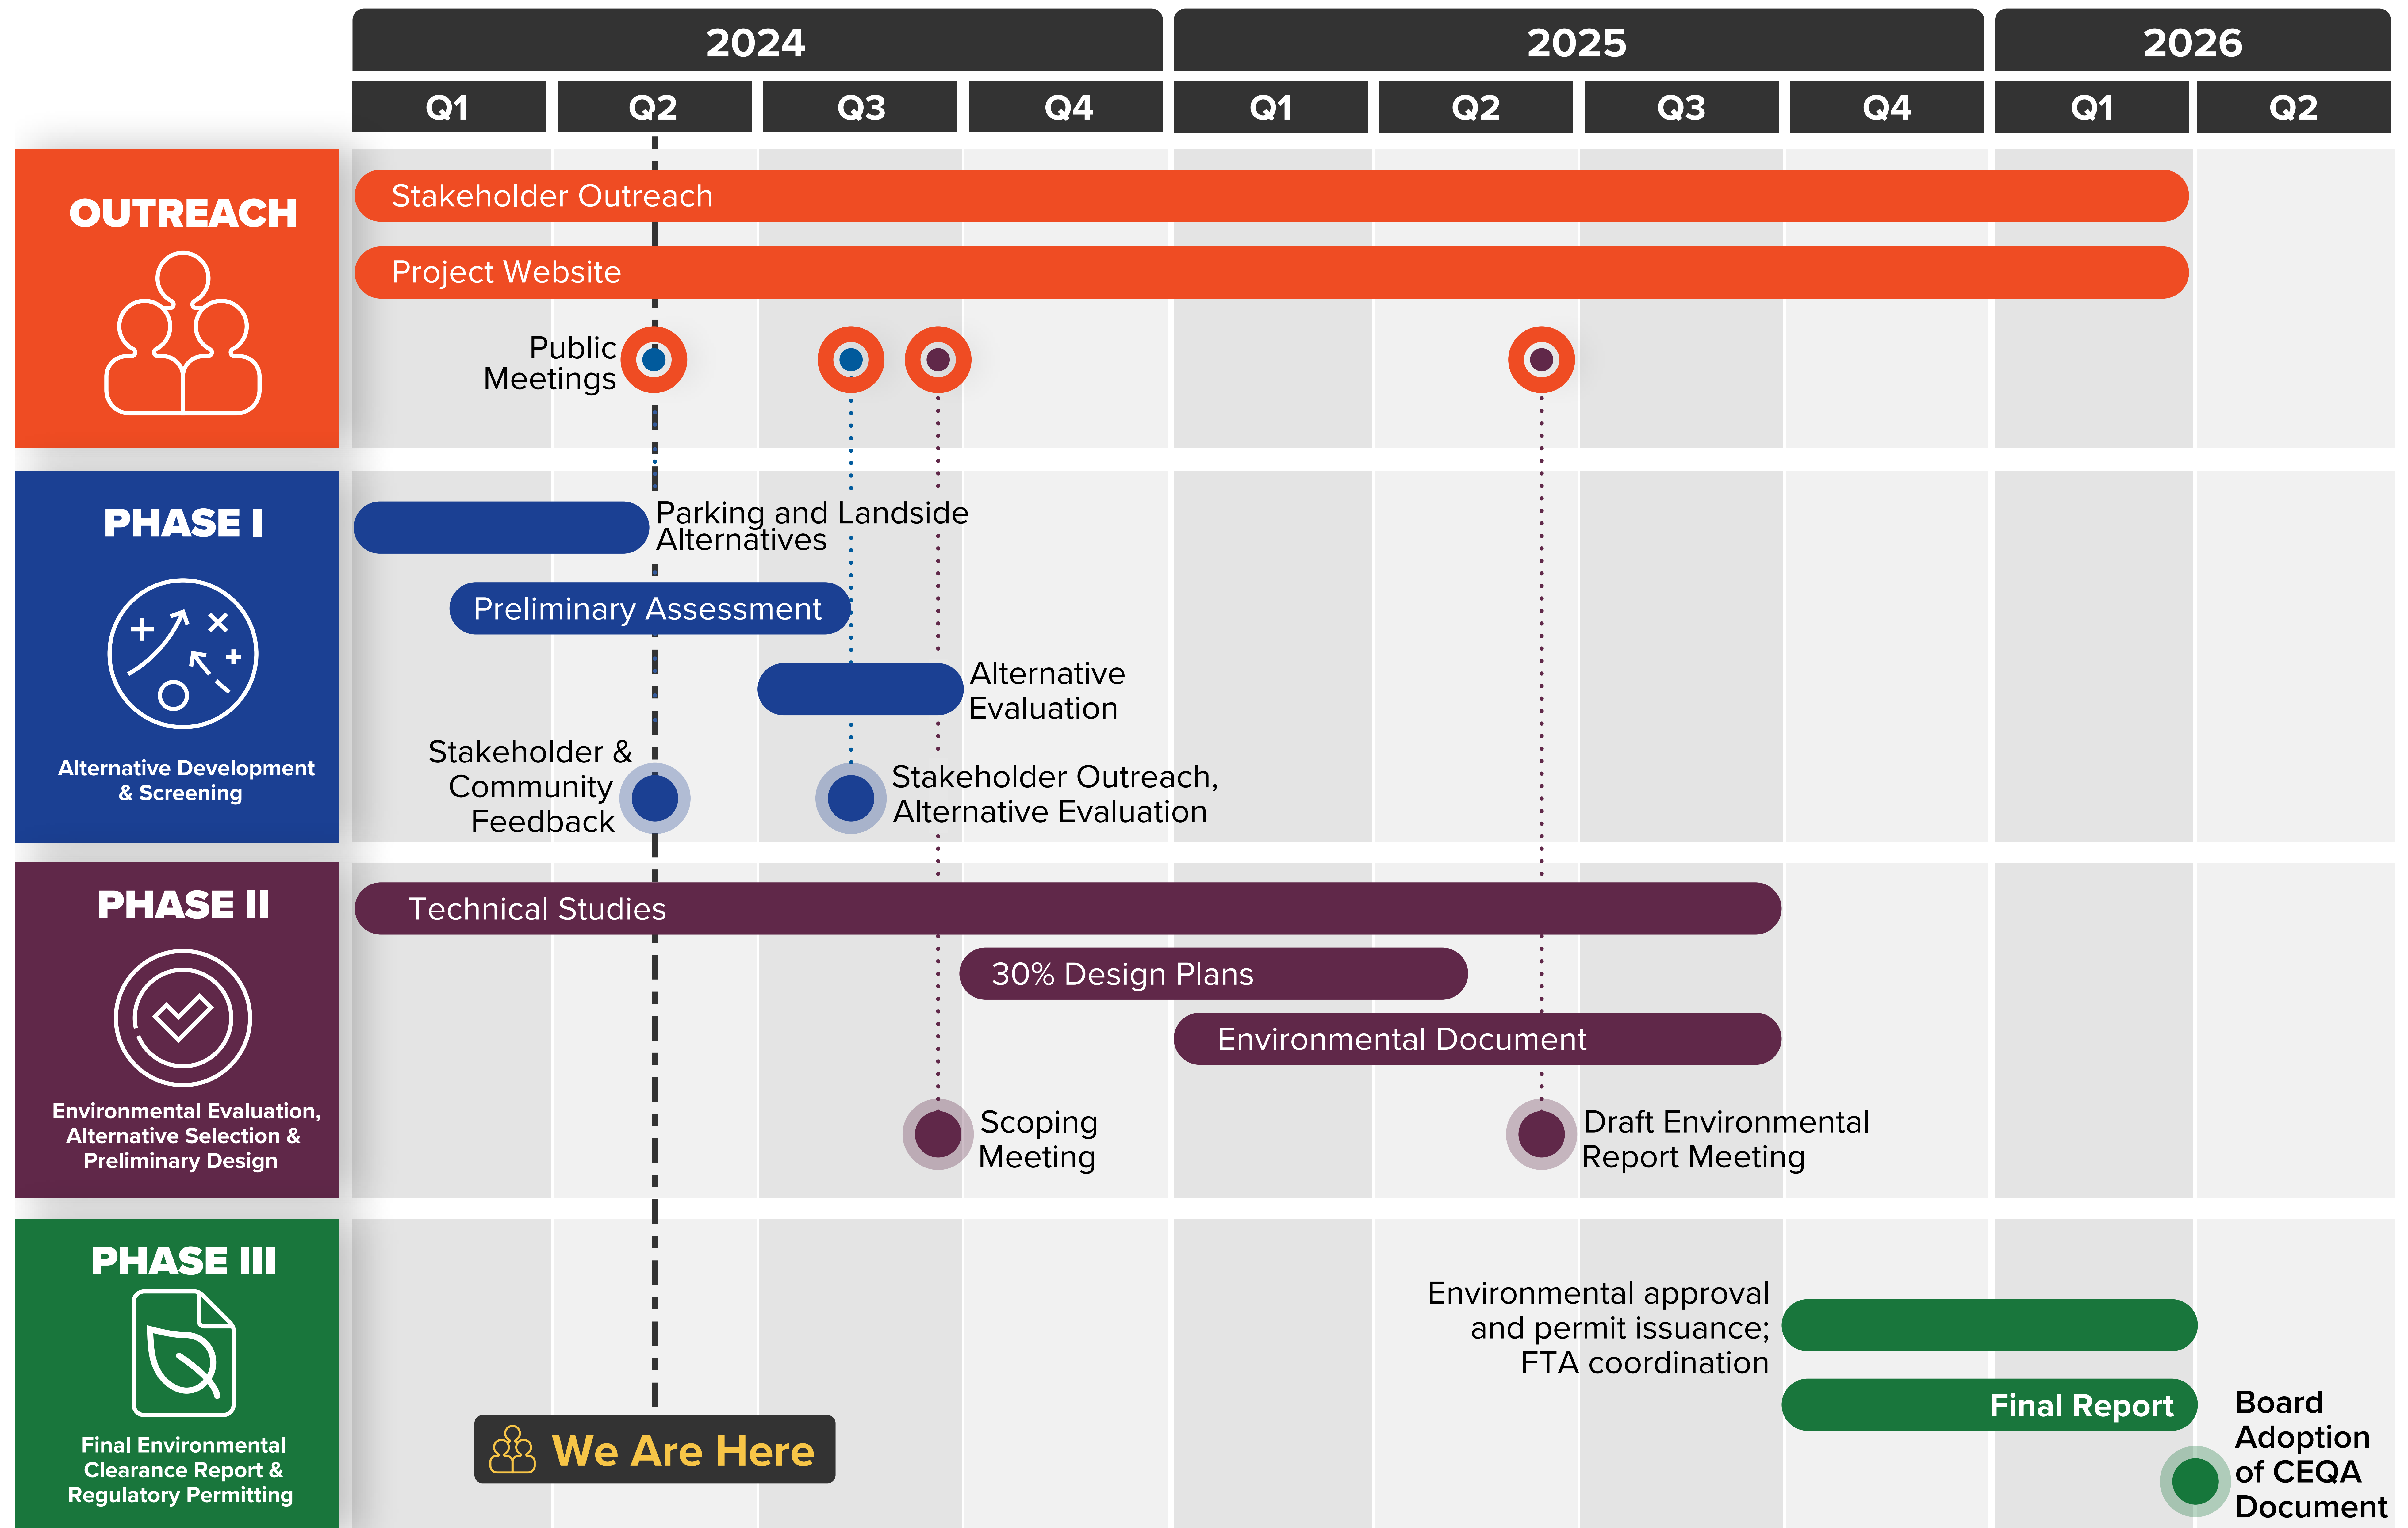 2024
2025
2026
Q1
Q2
Q3
Q4
Q1
Q2
Q3
Q4
Q1
Q2
OUTREACH
Stakeholder Outreach
Project Website
Public
Meetings
PHASE I
Alternative Development
& Screening
Parking and Landside
Alternatives
Preliminary Assessment
Alternative
Evaluation
Stakeholder &
Community
Feedback
Stakeholder Outreach,
Alternative Evaluation
PHASE II
Environmental Evaluation,
Alternative Selection &
Preliminary Design
Technical Studies
30% Design Plans
Environmental Document
Scoping
Meeting
Draft Environmental
Report Meeting
PHASE III
Final Environmental
Clearance Report &
Regulatory Permitting
Environmental approval
and permit issuance;
FTA coordination
Final Report
Board
Adoption
of CEQA
Document
We Are Here